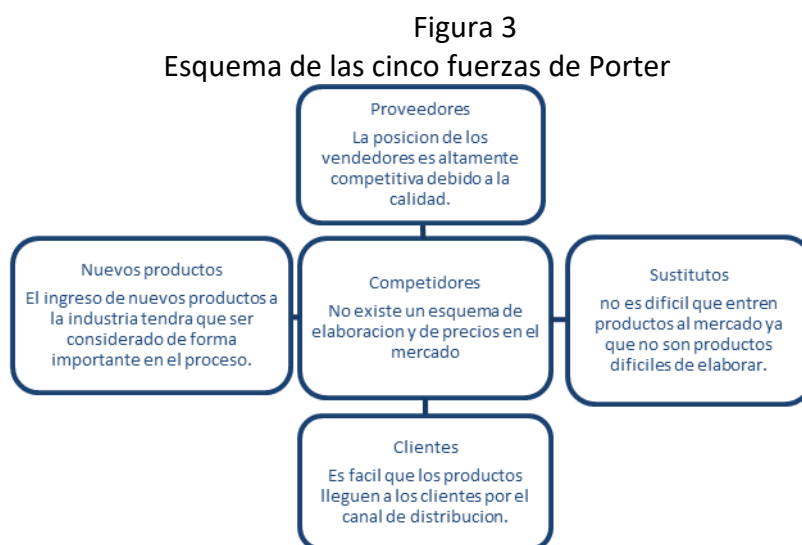 Figura 3
Esquema de las cinco fuerzas de Porter
Proveedores
La posicion de los
vendedores es altamente
competitiva debido a la
calidad.
Nuevos productos
El ingreso de nuevos productos a
la industria tendra que ser
considerado de forma
importante en el proceso.
Competidores
No existe un esquema de
elaboracion y de precios en el
mercado
Sustitutos
no es dificil que entren
productos al mercado ya
que no son productos
dificiles de elaborar.
Clientes
Es facil que los productos
lleguen a los clientes por el
canal de distribucion.